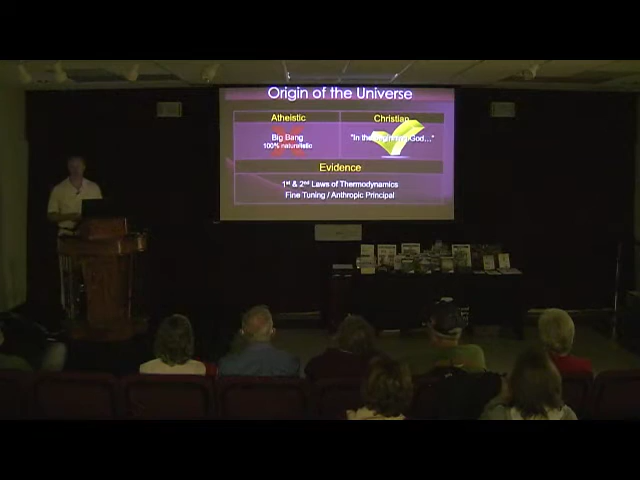 Origin of the Universe
Atheistic
Christian
Big Bang
100% naturalistic
"In the beginning God…"
Evidence
1st & 2nd Laws of Thermodynamics
Fine Tuning / Anthropic Principal